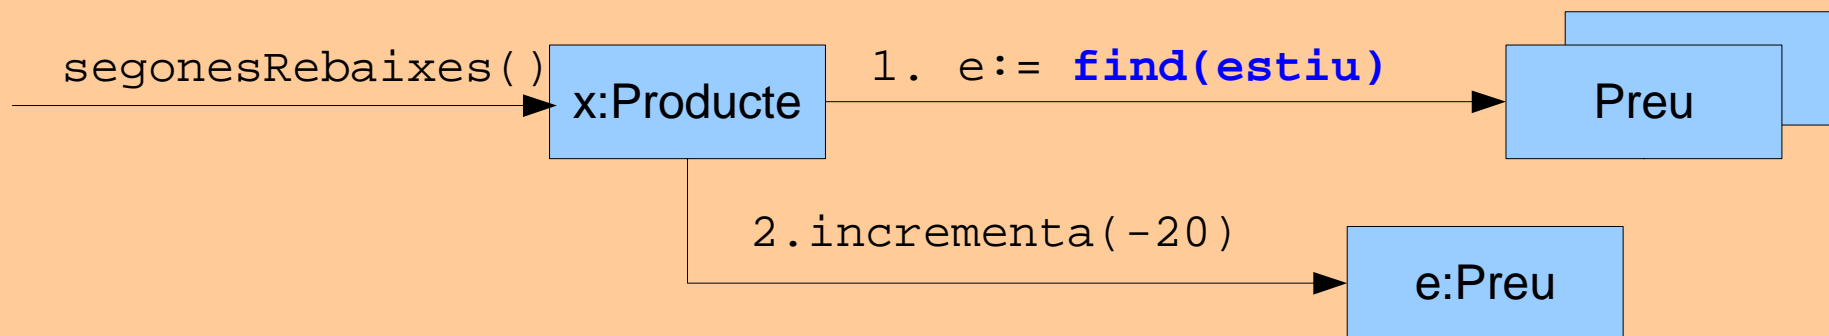 segonesRebaixes()
x:Producte
1. e:= find(estiu)
Preu
2.incrementa(-20)
e:Preu